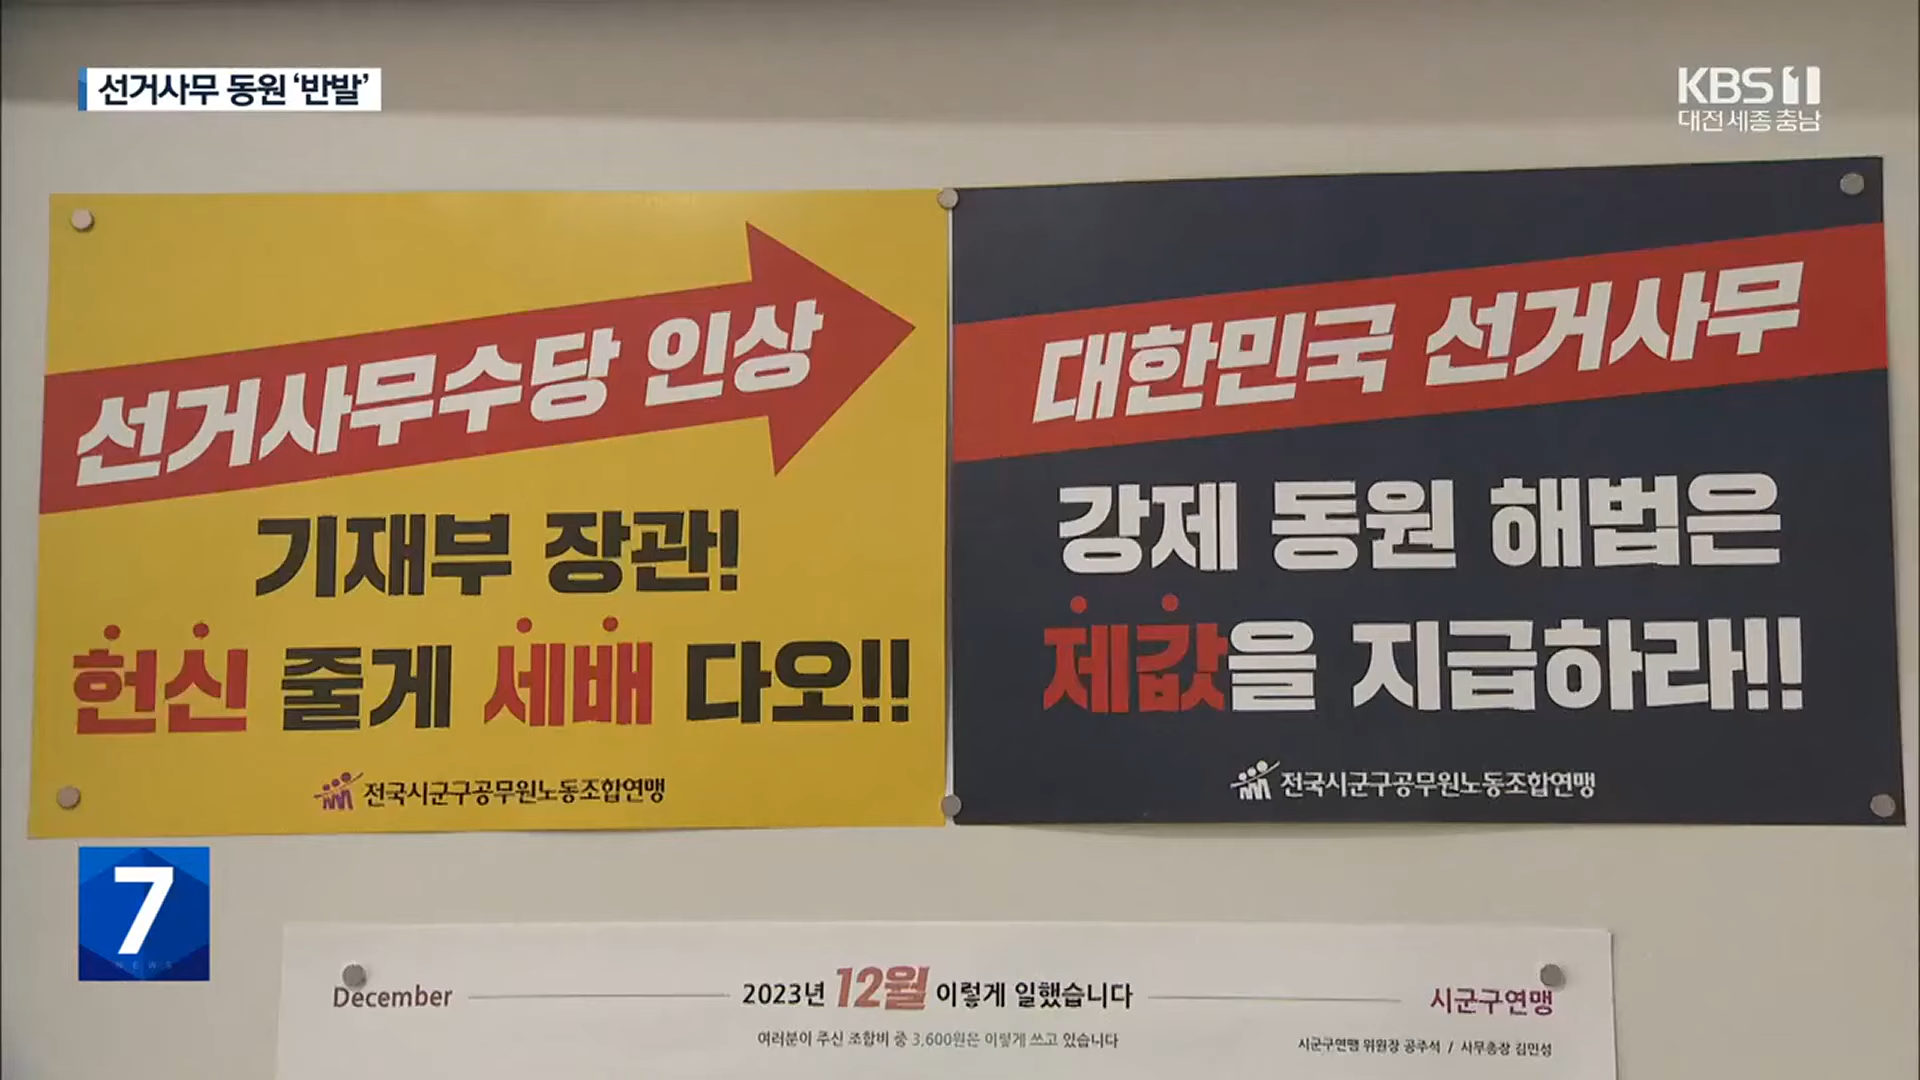 선거사무 동원 ‘반발’
KBS 1
대전 세종 충남
선거사무수당 인상
기재부 장관!
헌신 줄게 세배 다오!!
전국시군구공무원노동조합연맹
대한민국 선거사무
강제 동원 해법은
제값을 지급하라!!
전국시군구공무원노동조합연맹
7
NEWS
December
2023년 12월 이렇게 일했습니다
시군구연맹
여러분이 주신 조합비 중 3,600원은 이렇게 쓰고 있습니다
시군구연맹 위원장 공주석 / 사무총장 김민성